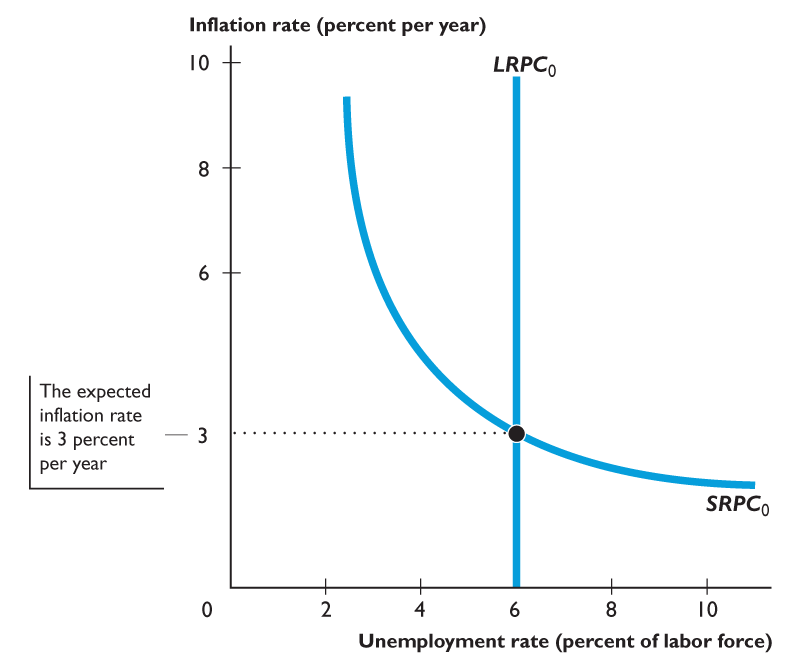 Inflation rate (percent per year)
10
LRPC0
8
6
The expected
inflation rate
is 3 percent
per year
3
SRPC0
0
2
4
6
8
10
Unemployment rate (percent of labor force)